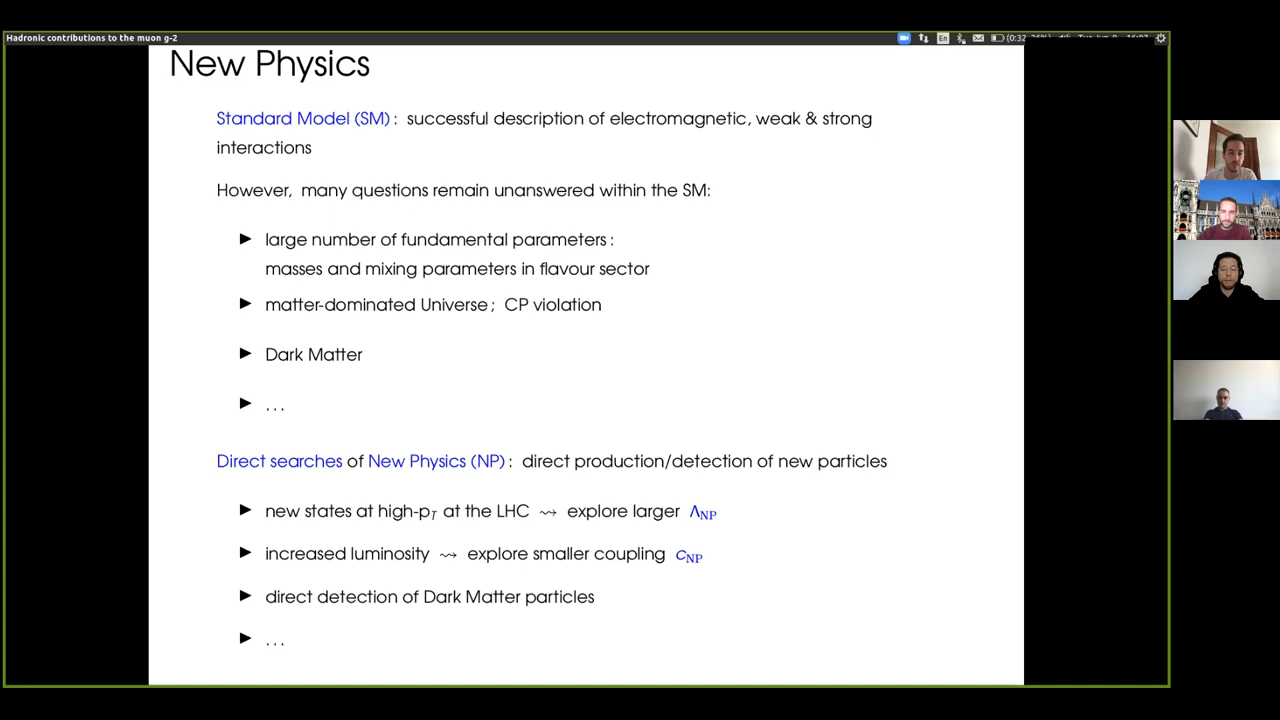 Hadronic contributions to the muon g-2
En
New Physics
Standard Model (SM) : successful description of electromagnetic, weak & strong
interactions
However, many questions remain unanswered within the SM:
► large number of fundamental parameters :
masses and mixing parameters in flavour sector
► matter-dominated Universe ; CP violation
► Dark Matter
► ...
Direct searches of New Physics (NP) : direct production/detection of new particles
► new states at high-pT at the LHC ⇝ explore larger ΛNP
► increased luminosity ⇝ explore smaller coupling cNP
► direct detection of Dark Matter particles
► ...